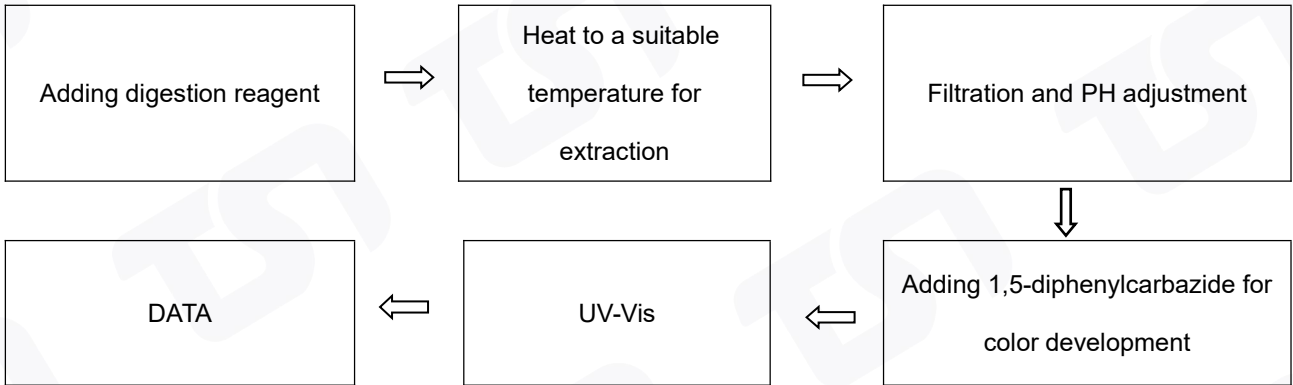 Adding digestion reagent
Heat to a suitable
temperature for
extraction
Filtration and PH adjustment
Adding 1,5-diphenylcarbazide for
color development
UV-Vis
DATA